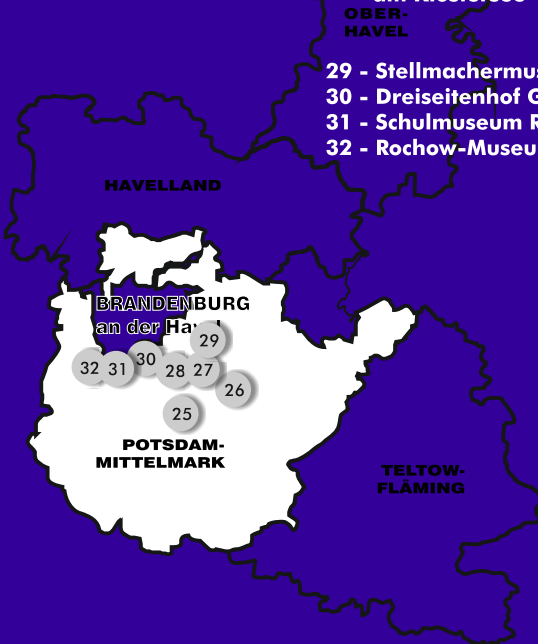 OBER-
HAVEL
29 - Stellmachermus
30 - Dreiseitenhof G
31 - Schulmuseum R
32 - Rochow-Museu
HAVELLAND
BRANDENBURG
an der Havel
29
30
32 31 28 27
26
25
POTSDAM-
MITTELMARK
TELTOW-
FLÄMING